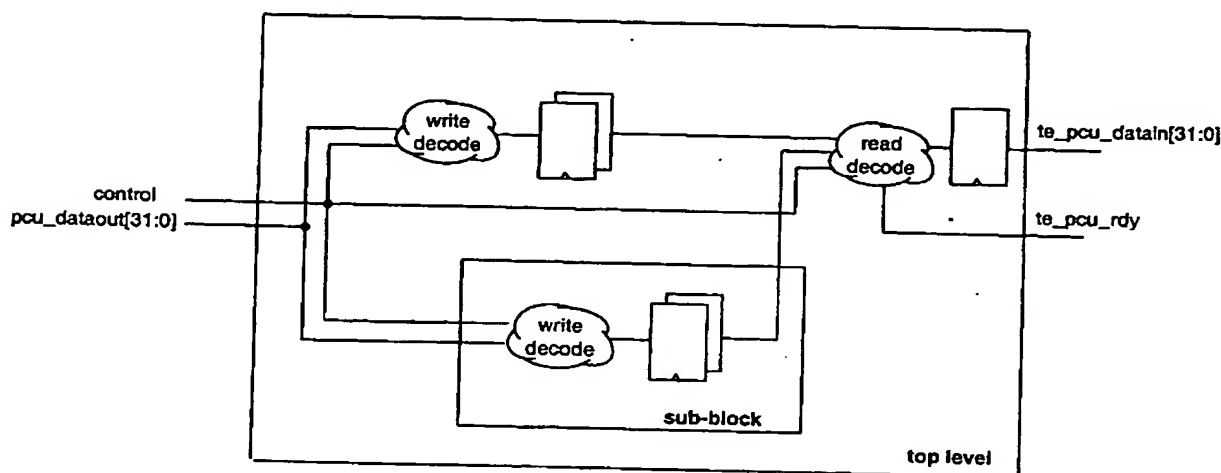 write
decode
read
decode
te_pcu_datain[31:0]
control
pcu_dataout[31:0]
te_pcu_rdy
write
decode
sub-block
top level